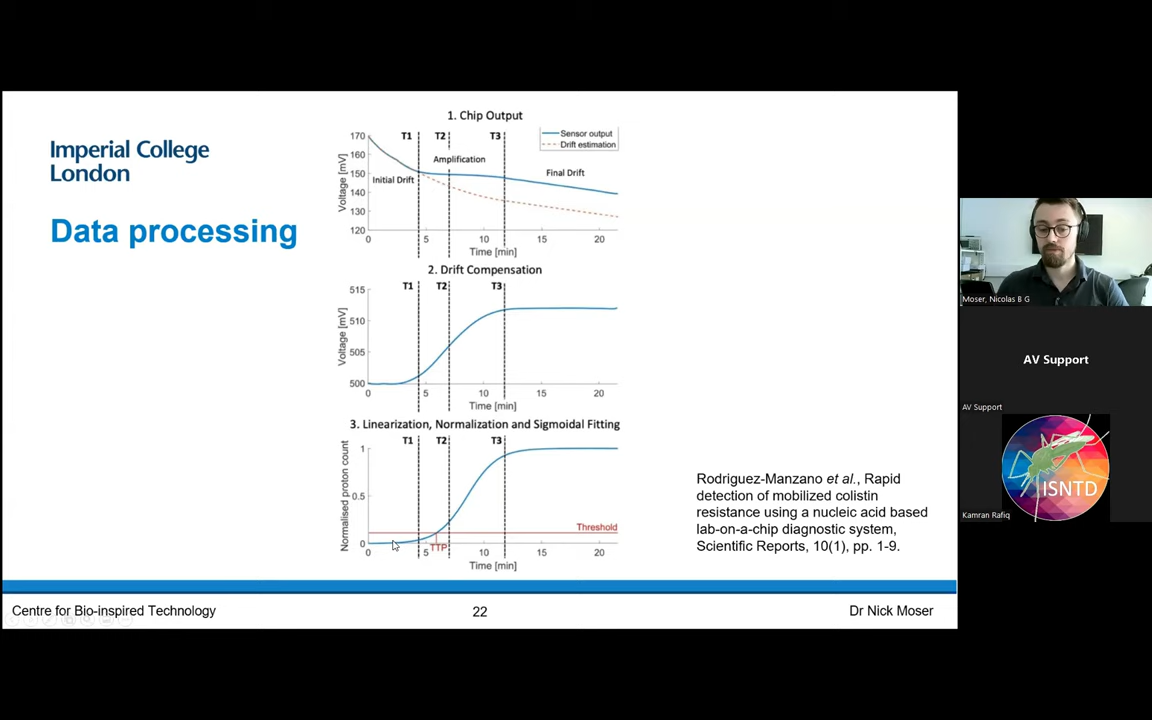 Imperial College
London
Data processing
1. Chip Output
T1 T2 T3
Sensor output
Drift estimation
Amplification
Initial Drift
Final Drift
Voltage [mV]
170
160
150
140
130
120
0 5 10 15 20
Time [min]
2. Drift Compensation
T1 T2 T3
Voltage [mV]
515
510
505
500
0 5 10 15 20
Time [min]
3. Linearization, Normalization and Sigmoidal Fitting
T1 T2 T3
Normalised proton count
1
0.5
0
Threshold
TTP
0 5 10 15 20
Time [min]
Rodriguez-Manzano et al., Rapid
detection of mobilized colistin
resistance using a nucleic acid based
lab-on-a-chip diagnostic system,
Scientific Reports, 10(1), pp. 1-9.
Centre for Bio-inspired Technology
22
Dr Nick Moser
Moser, Nicolas B G
AV Support
AV Support
ISNTD
Kamran Rafiq